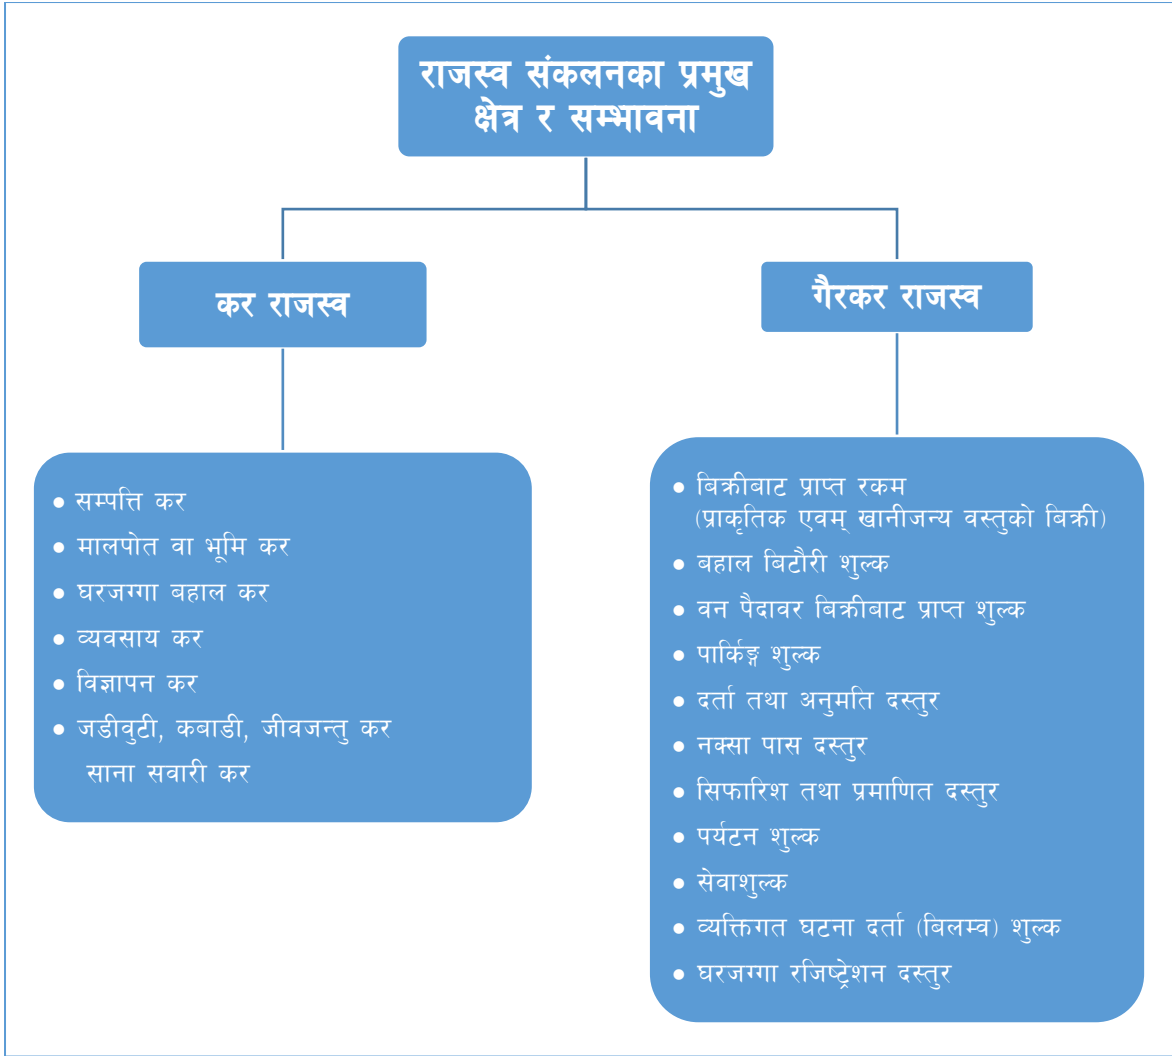 राजस्व संकलनका प्रमुख
क्षेत्र र सम्भावना
कर राजस्व
गैरकर राजस्व
• सम्पत्ति कर
• मालपोत वा भूमि कर
• घरजग्गा बहाल कर
• व्यवसाय कर
• विज्ञापन कर
• जडीवुटी, कबाडी, जीवजन्तु कर
साना सवारी कर
• बिक्रीबाट प्राप्त रकम
(प्राकृतिक एवम् खानीजन्य वस्तुको बिक्री)
• बहाल बिटौरी शुल्क
• वन पैदावर बिक्रीबाट प्राप्त शुल्क
• पार्किङ्ग शुल्क
• दर्ता तथा अनुमति दस्तुर
• नक्सा पास दस्तुर
• सिफारिश तथा प्रमाणित दस्तुर
• पर्यटन शुल्क
• सेवाशुल्क
• व्यक्तिगत घटना दर्ता (बिलम्व) शुल्क
• घरजग्गा रजिष्ट्रेशन दस्तुर